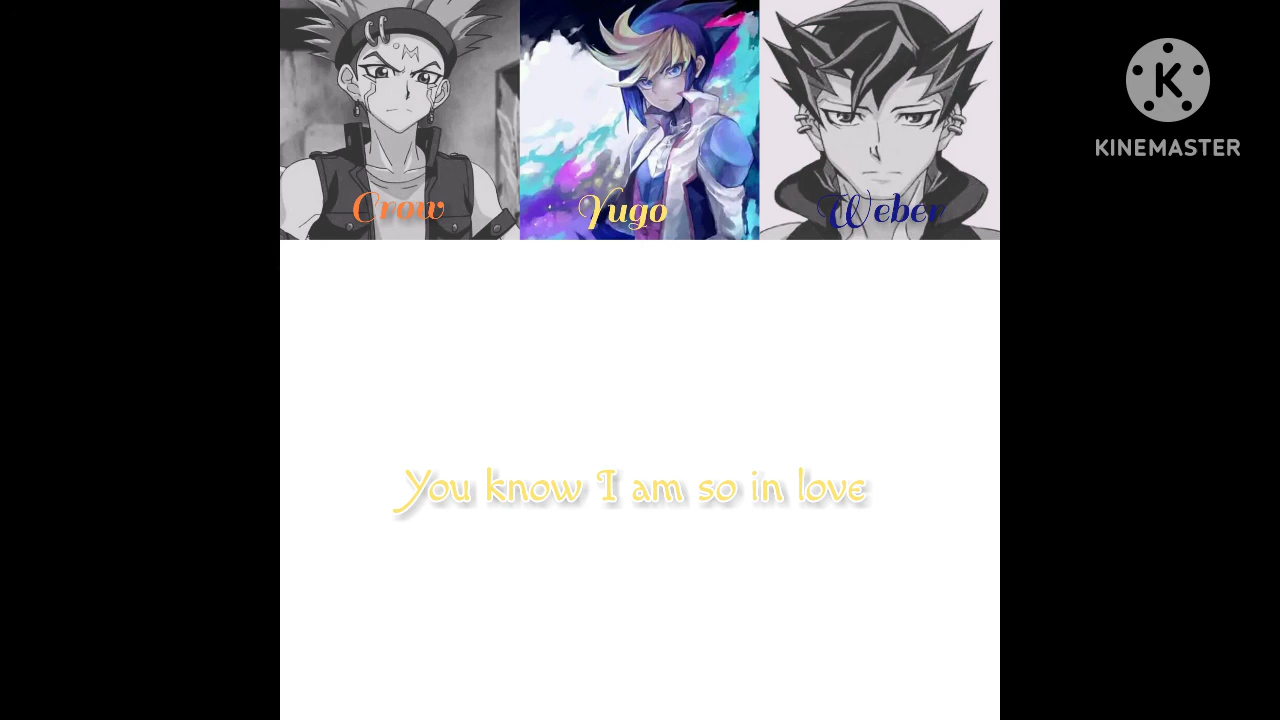 Crow
Yugo
Weber
K
KINEMASTER
You know I am so in love